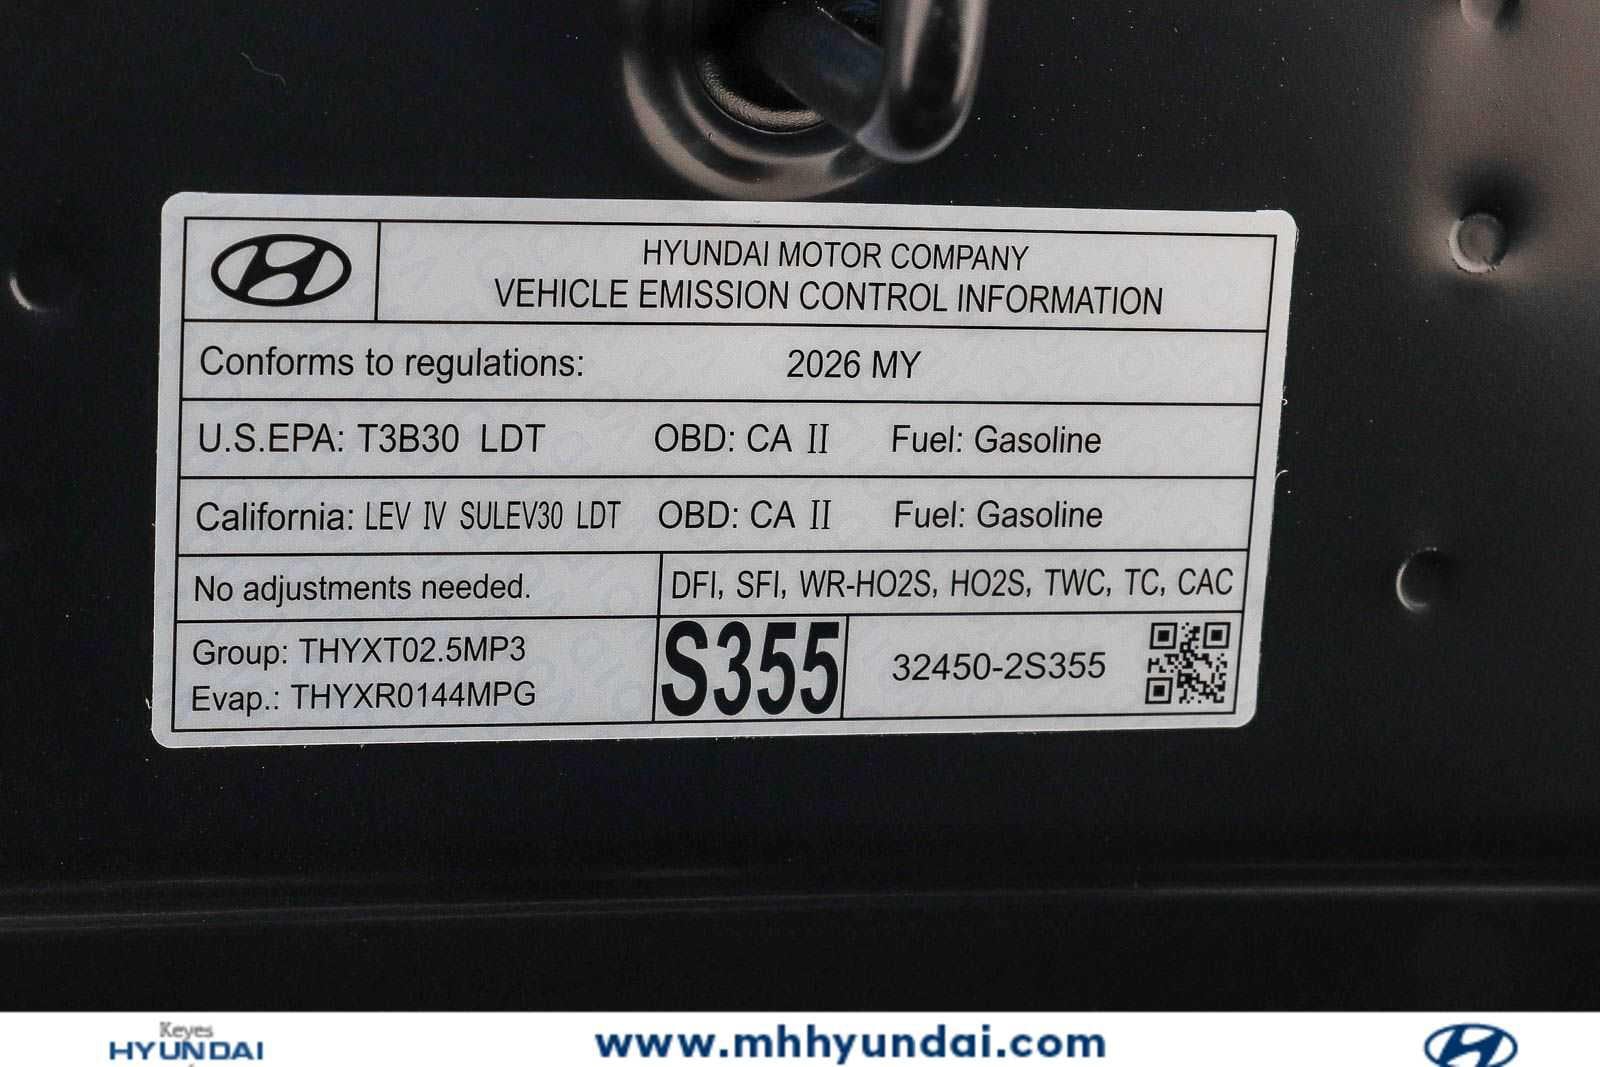 HYUNDAI MOTOR COMPANY
VEHICLE EMISSION CONTROL INFORMATION
Conforms to regulations: 2026 MY
U.S.EPA: T3B30 LDT OBD: CA II Fuel: Gasoline
California: LEV IV SULEV30 LDT OBD: CA II Fuel: Gasoline
No adjustments needed. DFI, SFI, WR-HO2S, HO2S, TWC, TC, CAC
Group: THYXT02.5MP3
Evap.: THYXR0144MPG
S355
32450-2S355
Keyes
HYUNDAI
www.mhhyundai.com